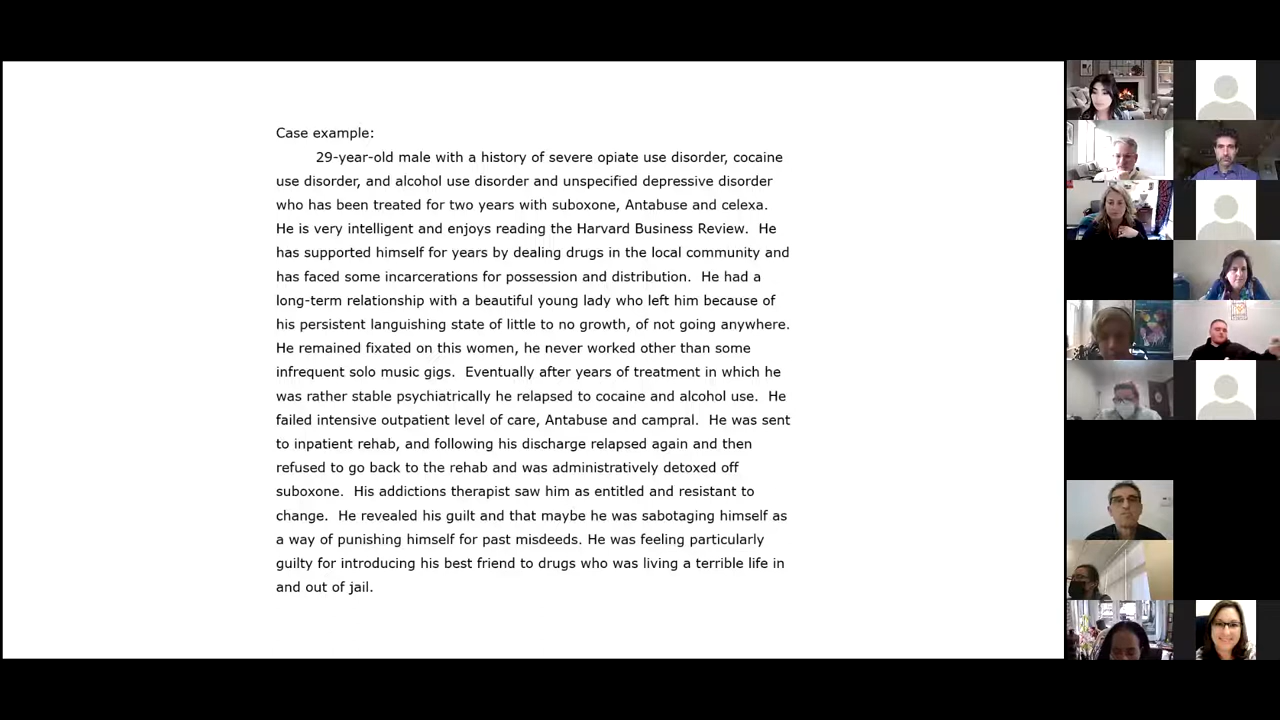 Case example:
29-year-old male with a history of severe opiate use disorder, cocaine
use disorder, and alcohol use disorder and unspecified depressive disorder
who has been treated for two years with suboxone, Antabuse and celexa.
He is very intelligent and enjoys reading the Harvard Business Review.  He
has supported himself for years by dealing drugs in the local community and
has faced some incarcerations for possession and distribution.  He had a
long-term relationship with a beautiful young lady who left him because of
his persistent languishing state of little to no growth, of not going anywhere.
He remained fixated on this women, he never worked other than some
infrequent solo music gigs.  Eventually after years of treatment in which he
was rather stable psychiatrically he relapsed to cocaine and alcohol use.  He
failed intensive outpatient level of care, Antabuse and campral.  He was sent
to inpatient rehab, and following his discharge relapsed again and then
refused to go back to the rehab and was administratively detoxed off
suboxone.  His addictions therapist saw him as entitled and resistant to
change.  He revealed his guilt and that maybe he was sabotaging himself as
a way of punishing himself for past misdeeds. He was feeling particularly
guilty for introducing his best friend to drugs who was living a terrible life in
and out of jail.